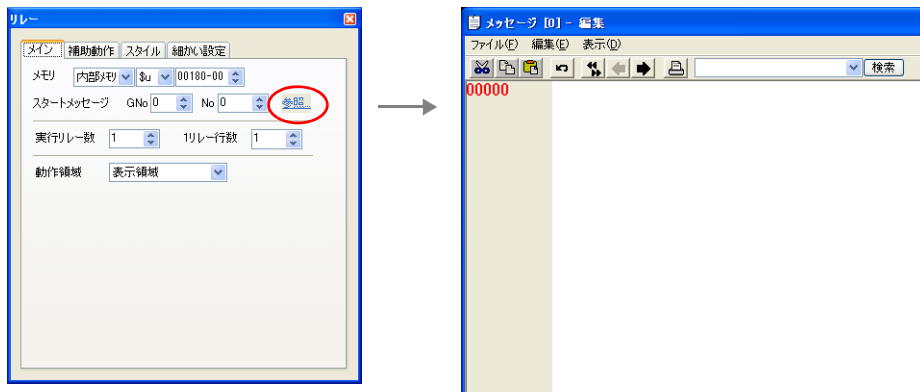 リレー
メイン 補助動作 スタイル 細かい設定
メモリ 内部メモリ $u 00180-00
スタートメッセージ GNo 0 No 0 参照...
実行リレー数 1 1リレー行数 1
動作領域 表示領域
メッセージ [0] - 編集
ファイル(F) 編集(E) 表示(D)
検索
00000